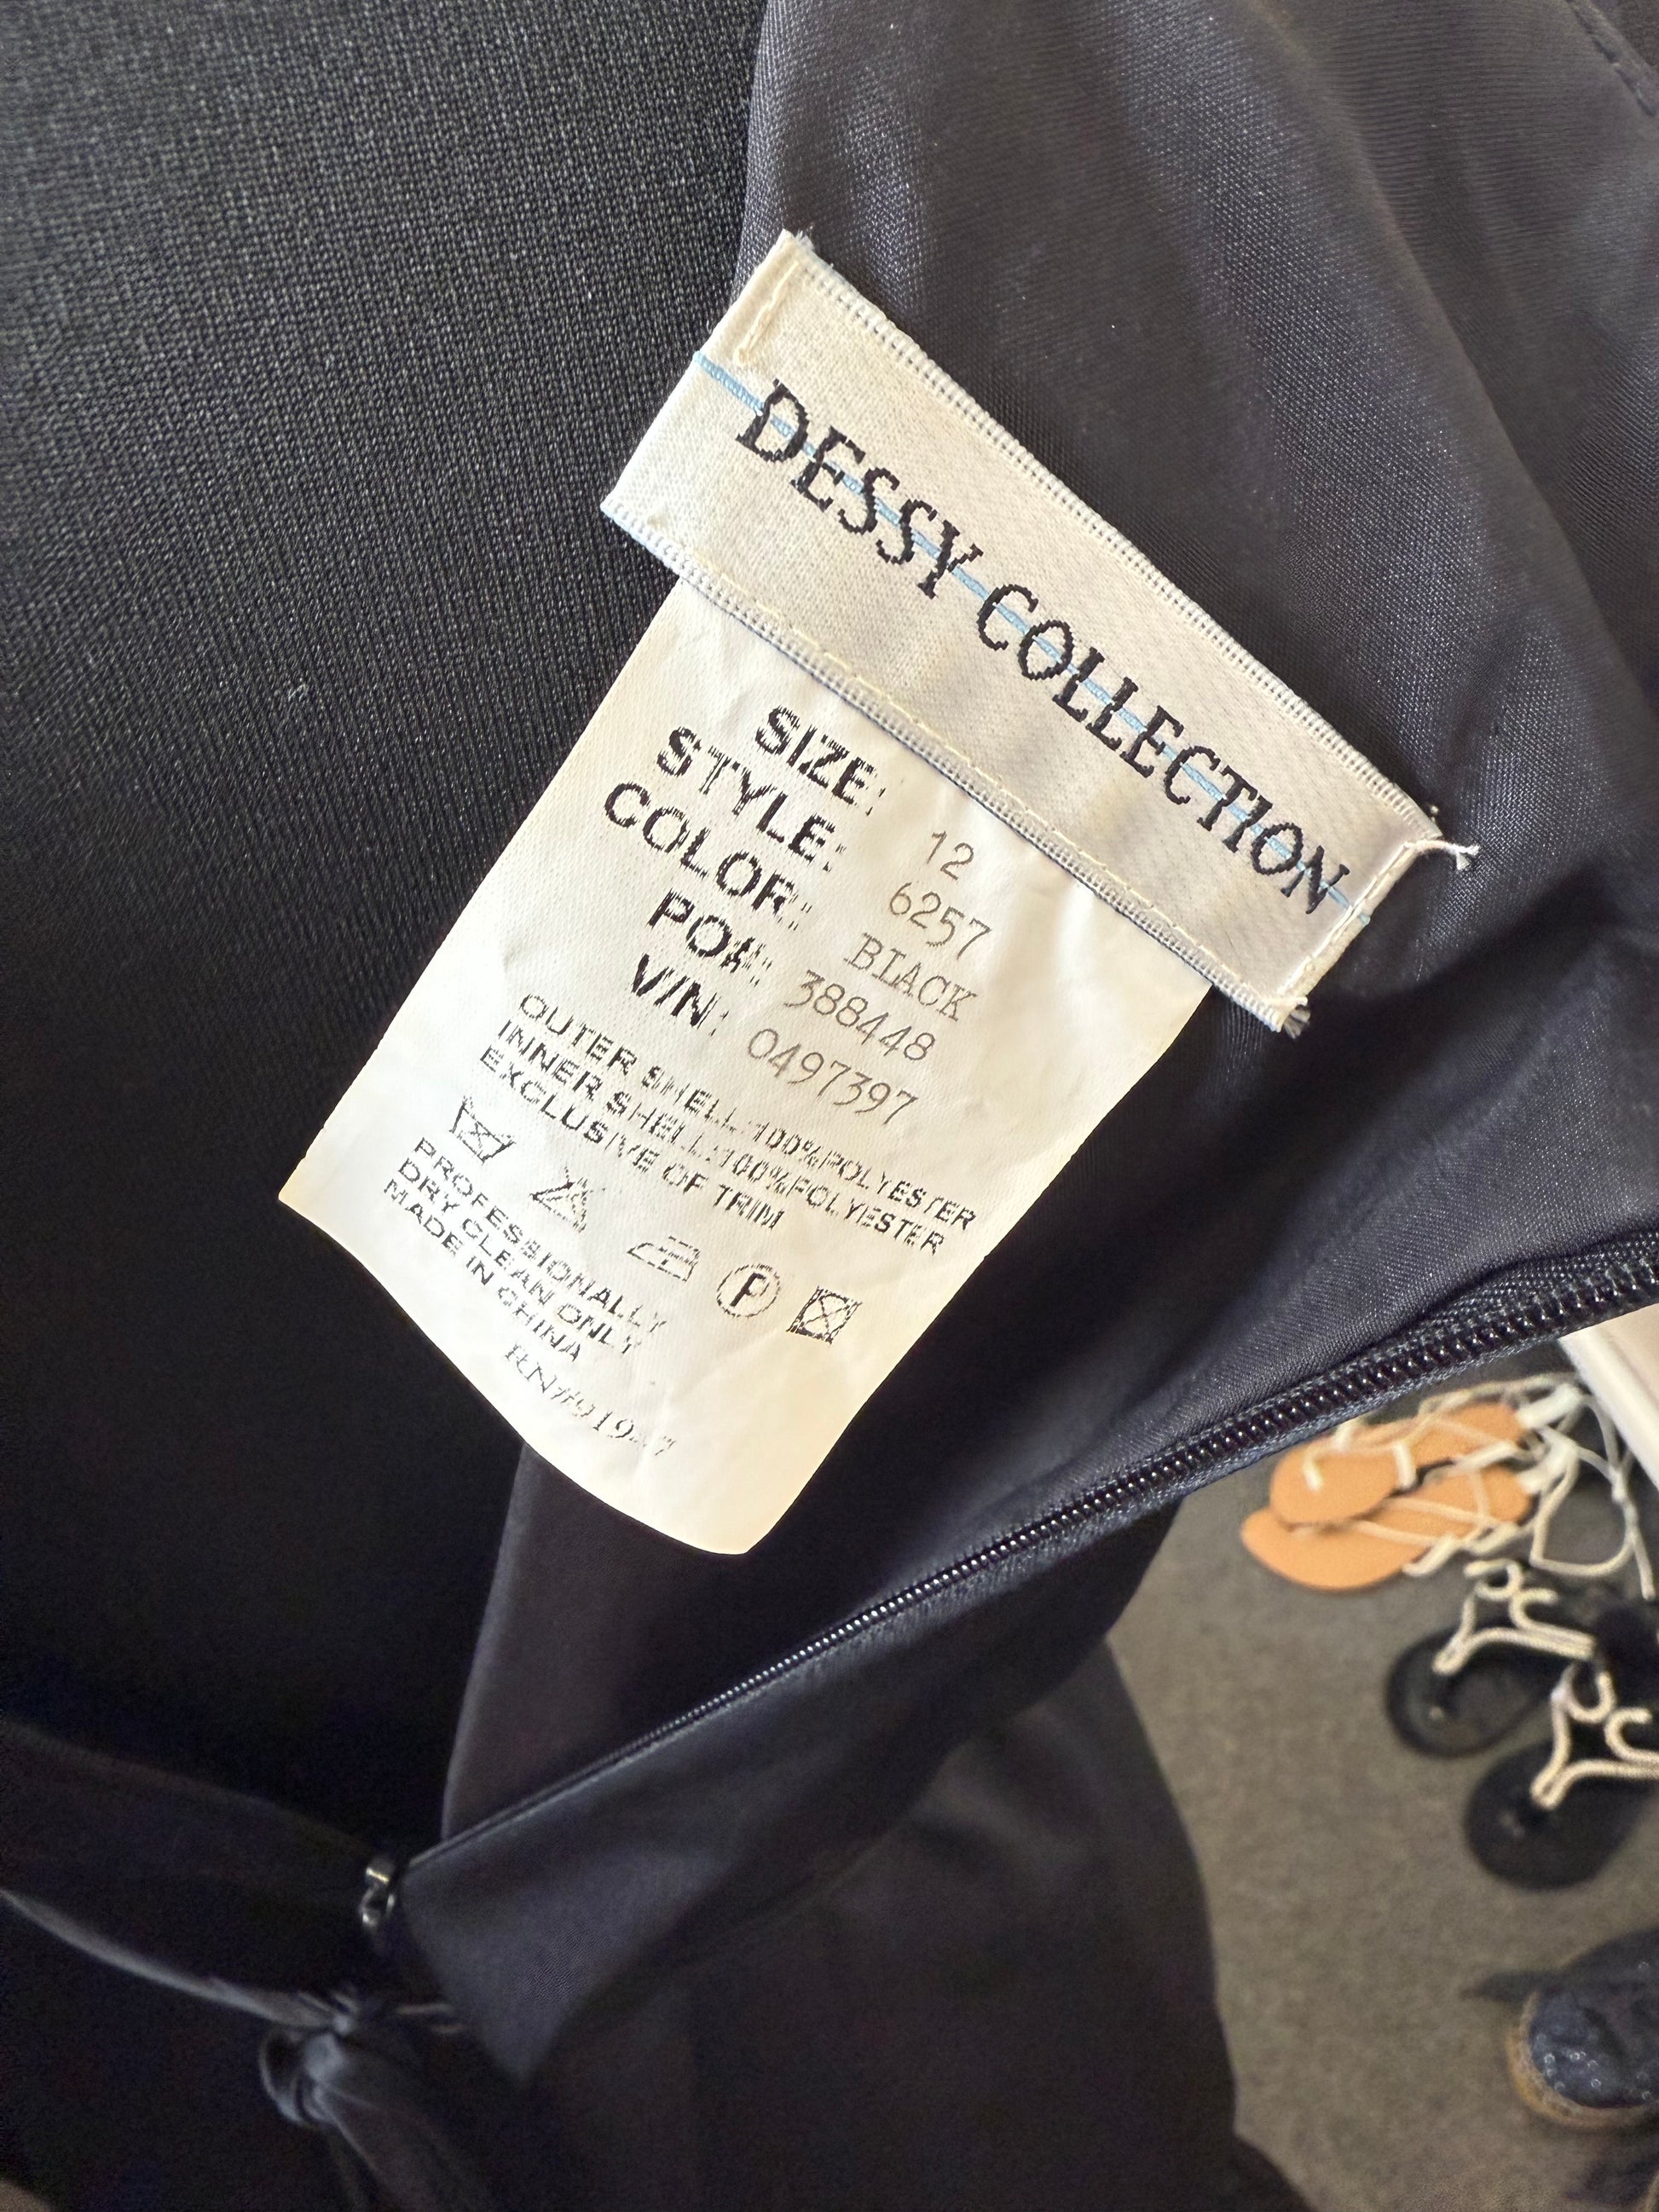 DESSY COLLECTION
SIZE: 12
STYLE: 6257
COLOR: BLACK
PO#: 388448
V/N: 0497397
OUTER SHELL:100%POLYESTER
INNER SHELL:100%POLYESTER
EXCLUSIVE OF TRIM
P
PROFESSIONALLY
DRY CLEAN ONLY
MADE IN CHINA